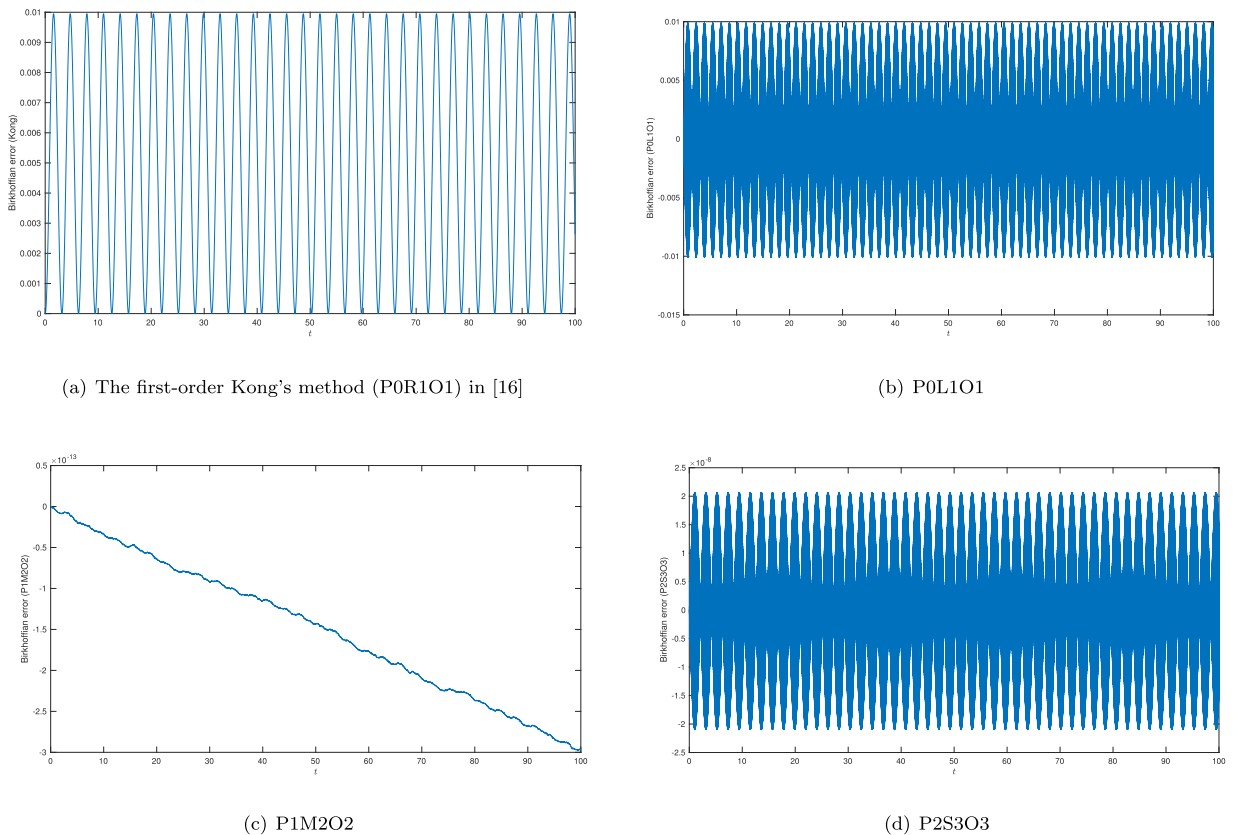 0.01
0.009
0.008
0.007
0.006
0.005
0.004
0.003
0.002
0.001
0
Birkhoffian error (Kong)
0 10 20 30 40 50 60 70 80 90 100
t
(a) The first-order Kong's method (P0R1O1) in [16]
0.01
0.005
0
-0.005
-0.01
-0.015
Birkhoffian error (P0L1O1)
0 10 20 30 40 50 60 70 80 90 100
t
(b) P0L1O1
×10^-13
0.5
0
-0.5
-1
-1.5
-2
-2.5
-3
Birkhoffian error (P1M2O2)
0 10 20 30 40 50 60 70 80 90 100
t
(c) P1M2O2
×10^-8
2.5
2
1.5
1
0.5
0
-0.5
-1
-1.5
-2
-2.5
Birkhoffian error (P2S3O3)
0 10 20 30 40 50 60 70 80 90 100
t
(d) P2S3O3